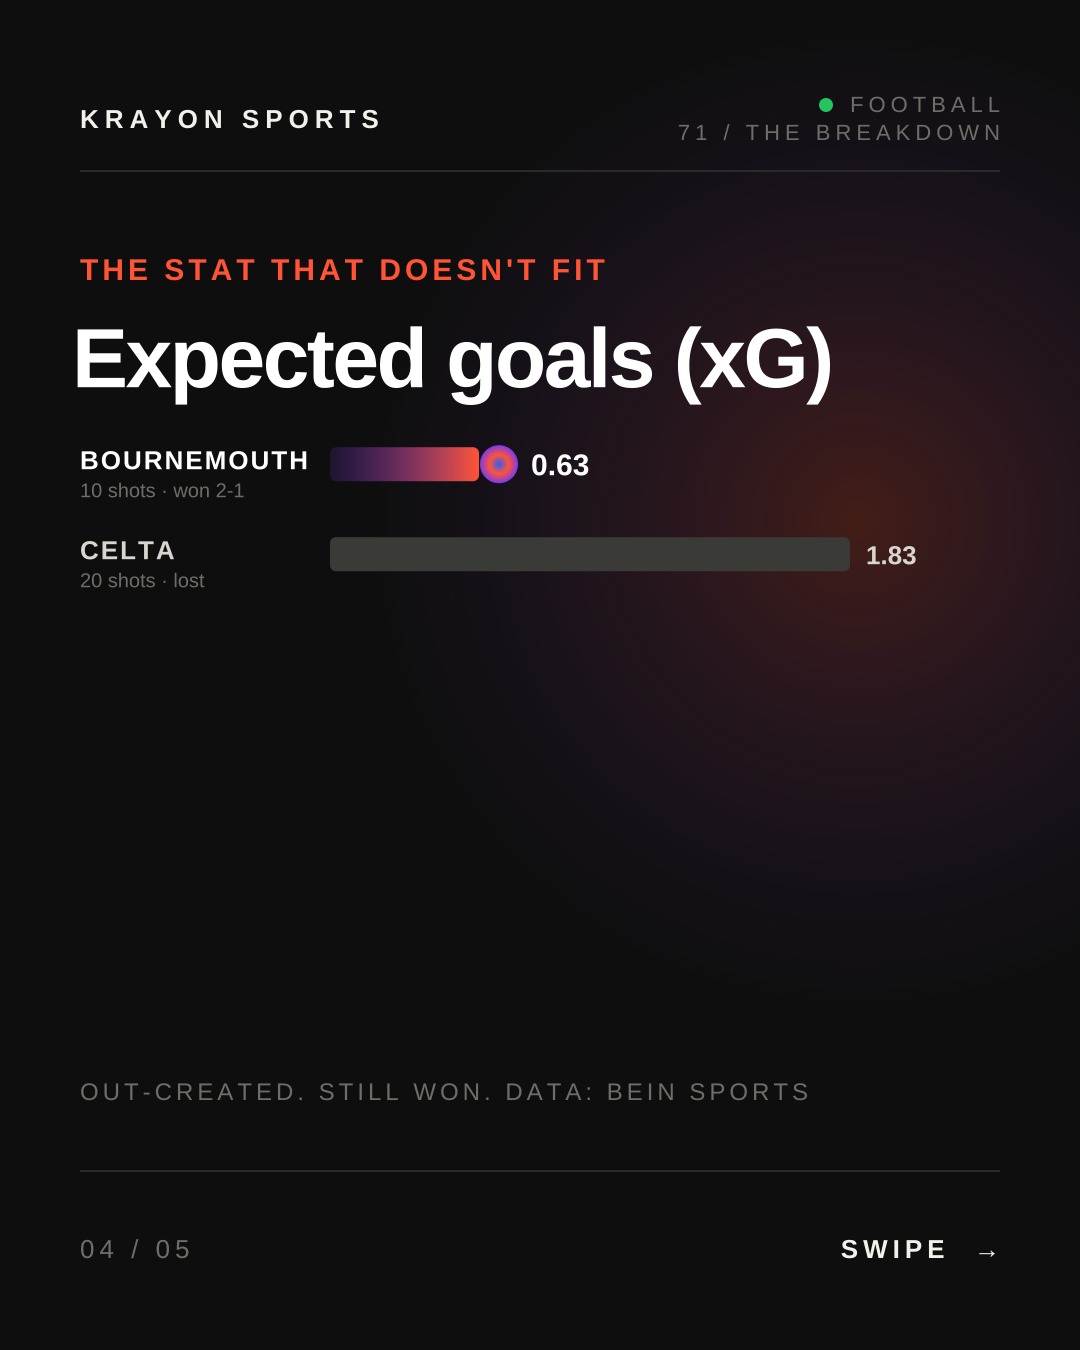 KRAYON SPORTS
FOOTBALL
71 / THE BREAKDOWN
THE STAT THAT DOESN'T FIT
Expected goals (xG)
BOURNEMOUTH 0.63
10 shots · won 2-1
CELTA 1.83
20 shots · lost
OUT-CREATED. STILL WON. DATA: BEIN SPORTS
04 / 05
SWIPE →